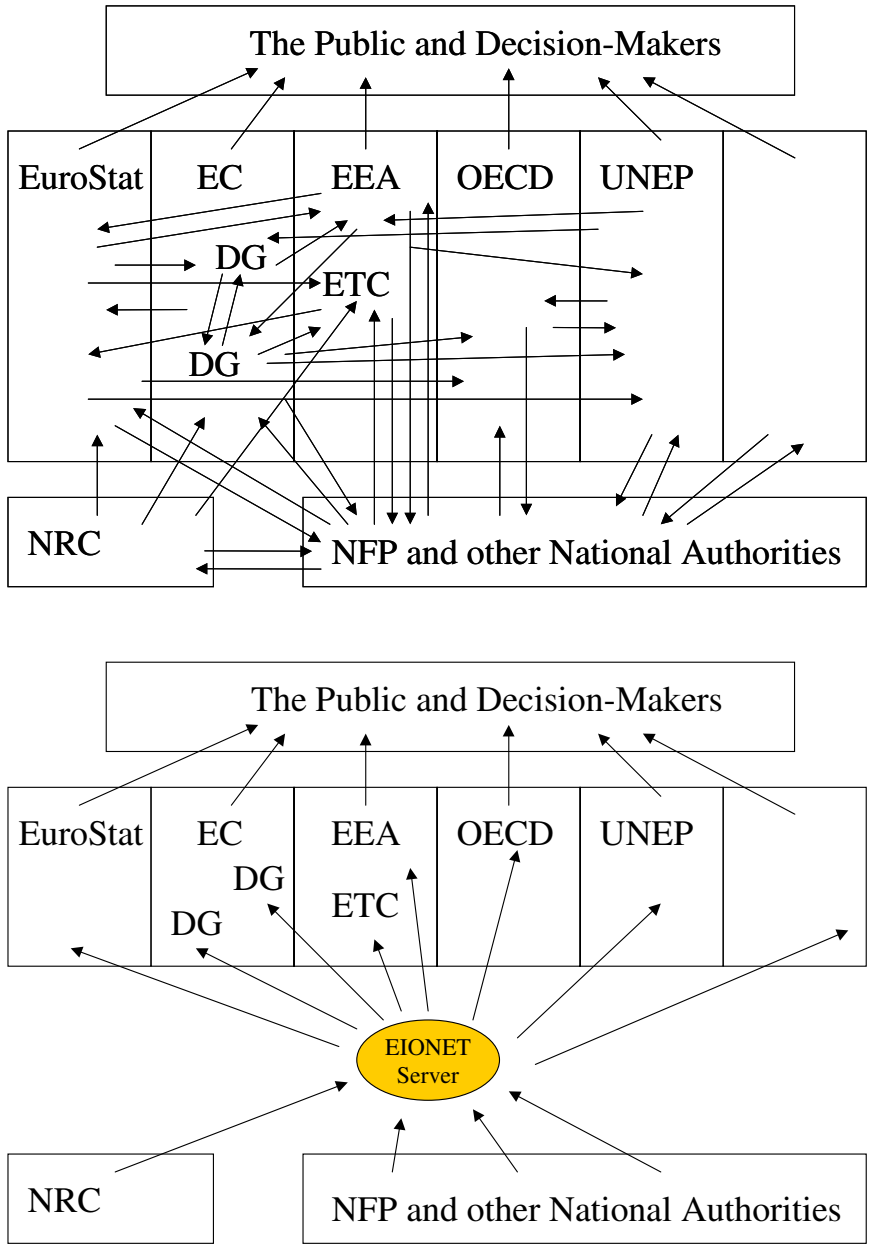 The Public and Decision-Makers
EuroStat EC EEA OECD UNEP
DG
ETC
DG
NRC
NFP and other National Authorities
The Public and Decision-Makers
EuroStat EC EEA OECD UNEP
DG
ETC
DG
EIONET
Server
NRC
NFP and other National Authorities